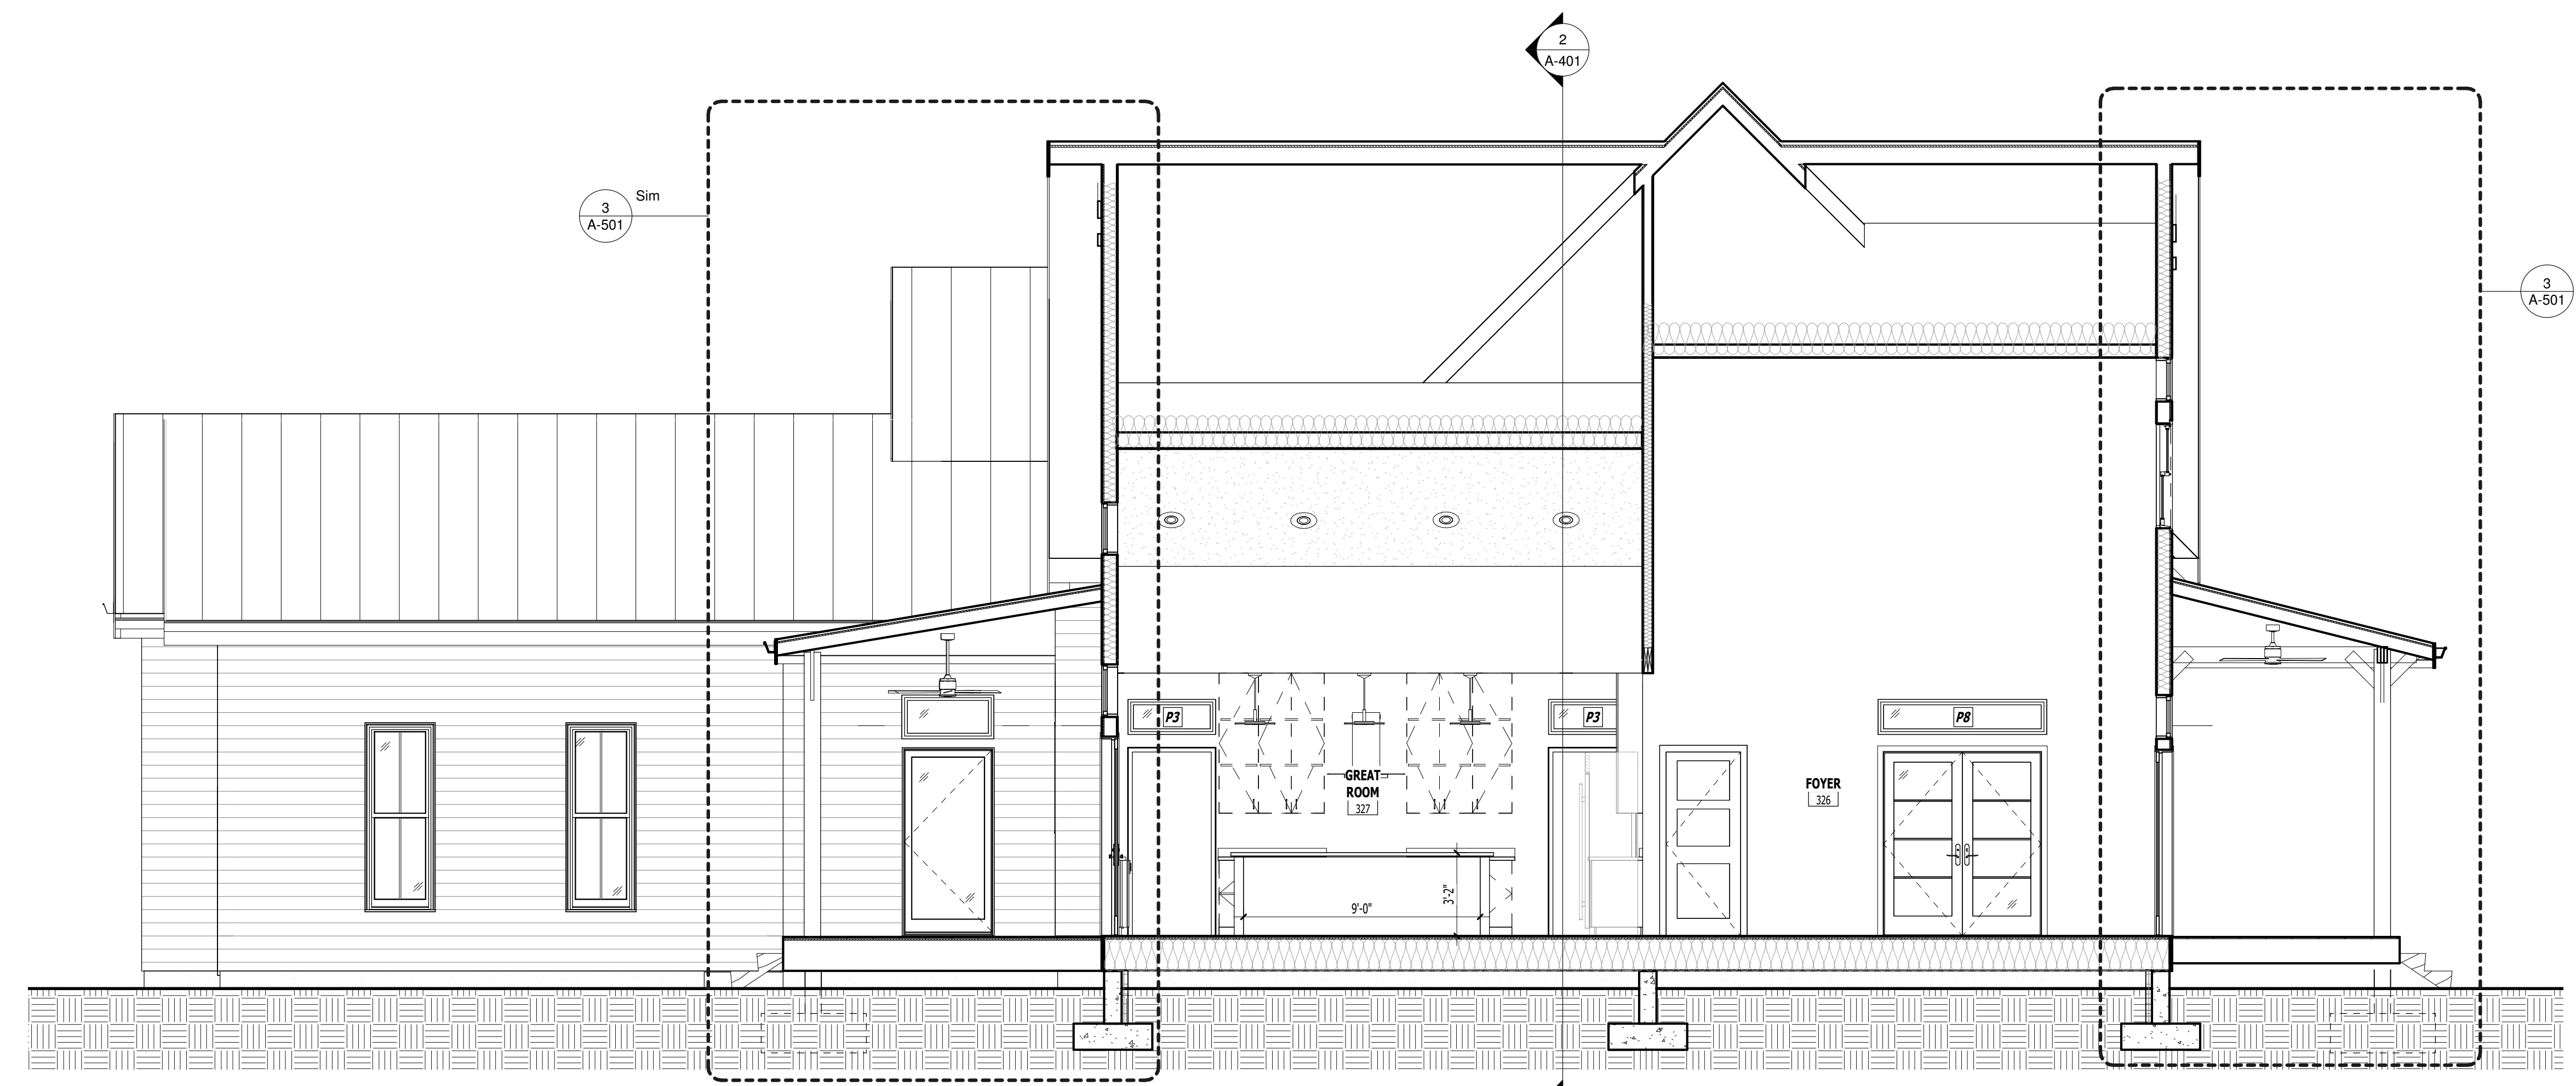 2
A-401
3
A-501
Sim
3
A-501
P3
P3
P8
GREAT
ROOM
327
FOYER
326
9'-0"
3'-2"